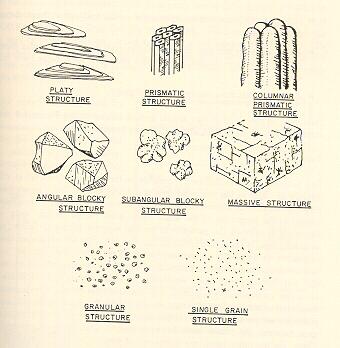 PLATY
STRUCTURE
PRISMATIC
STRUCTURE
COLUMNAR
PRISMATIC
STRUCTURE
ANGULAR BLOCKY
STRUCTURE
SUBANGULAR BLOCKY
STRUCTURE
MASSIVE STRUCTURE
GRANULAR
STRUCTURE
SINGLE GRAIN
STRUCTURE